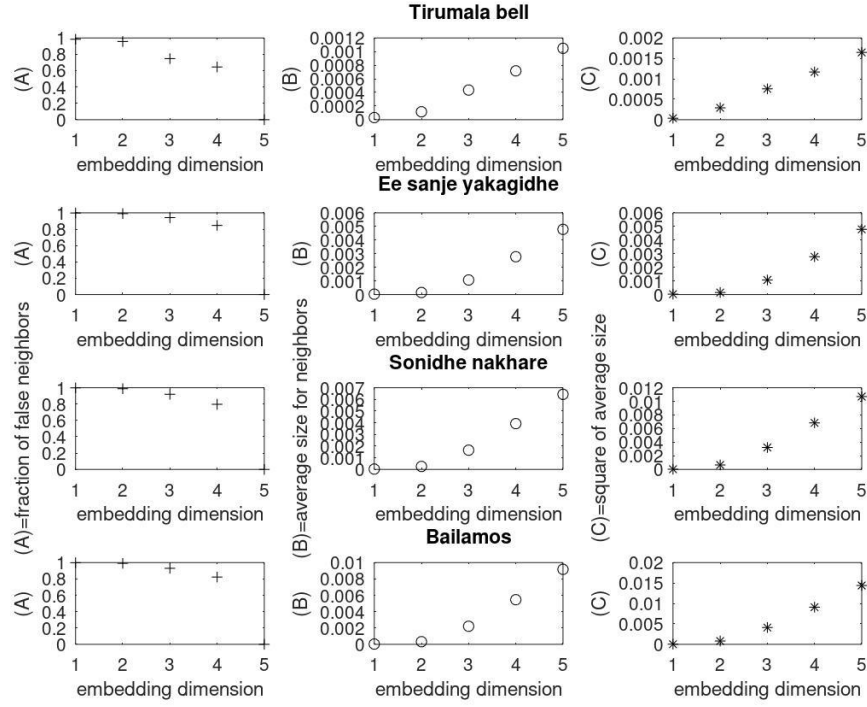 Tirumala bell
(A)
1
0.8
0.6
0.4
0.2
0
1 2 3 4 5
embedding dimension
(B)
0.0012
0.001
0.0008
0.0006
0.0004
0.0002
0
1 2 3 4 5
embedding dimension
(C)
0.002
0.0015
0.001
0.0005
0
1 2 3 4 5
embedding dimension
Ee sanje yakagidhe
(A)
1
0.8
0.6
0.4
0.2
0
1 2 3 4 5
embedding dimension
(B)
0.006
0.005
0.004
0.003
0.002
0.001
0
1 2 3 4 5
embedding dimension
(C)
0.006
0.005
0.004
0.003
0.002
0.001
0
1 2 3 4 5
embedding dimension
(A)=fraction of false neighbors
(B)=average size for neighbors
(C)=square of average size
Sonidhe nakhare
1
0.8
0.6
0.4
0.2
0
1 2 3 4 5
embedding dimension
0.007
0.006
0.005
0.004
0.003
0.002
0.001
0
1 2 3 4 5
embedding dimension
0.012
0.01
0.008
0.006
0.004
0.002
0
1 2 3 4 5
embedding dimension
Bailamos
(A)
1
0.8
0.6
0.4
0.2
0
1 2 3 4 5
embedding dimension
(B)
0.01
0.008
0.006
0.004
0.002
0
1 2 3 4 5
embedding dimension
(C)
0.02
0.015
0.01
0.005
0
1 2 3 4 5
embedding dimension